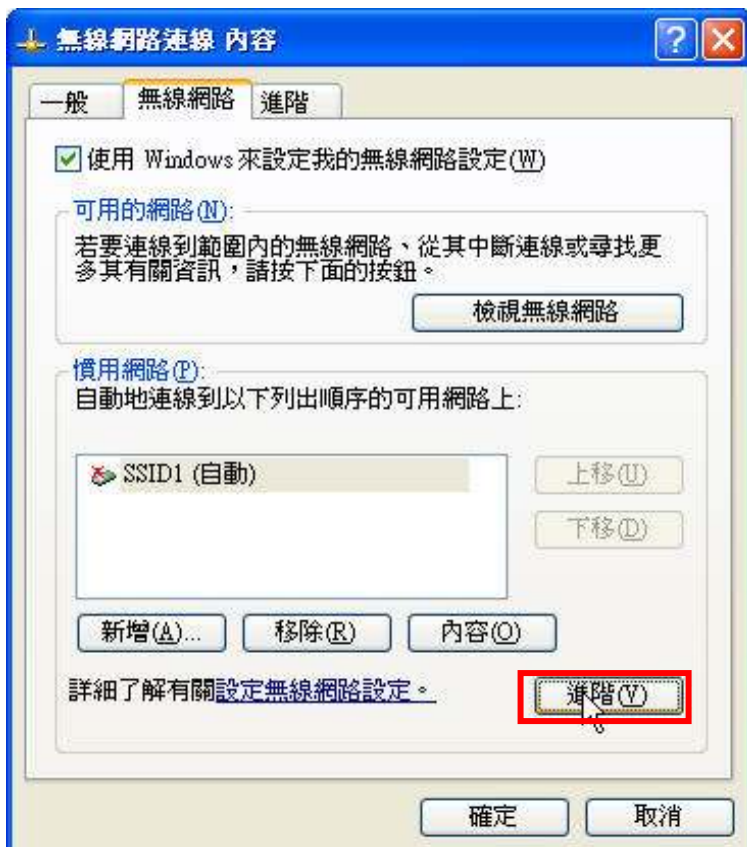 無線網路連線 內容
一般
無線網路
進階
使用 Windows 來設定我的無線網路設定(W)
可用的網路(N):
若要連線到範圍內的無線網路、從其中斷連線或尋找更
多其有關資訊，請按下面的按鈕。
檢視無線網路
慣用網路(P):
自動地連線到以下列出順序的可用網路上:
SSID1 (自動)
上移(U)
下移(D)
新增(A)...
移除(R)
內容(O)
詳細了解有關設定無線網路設定。
進階(V)
確定
取消